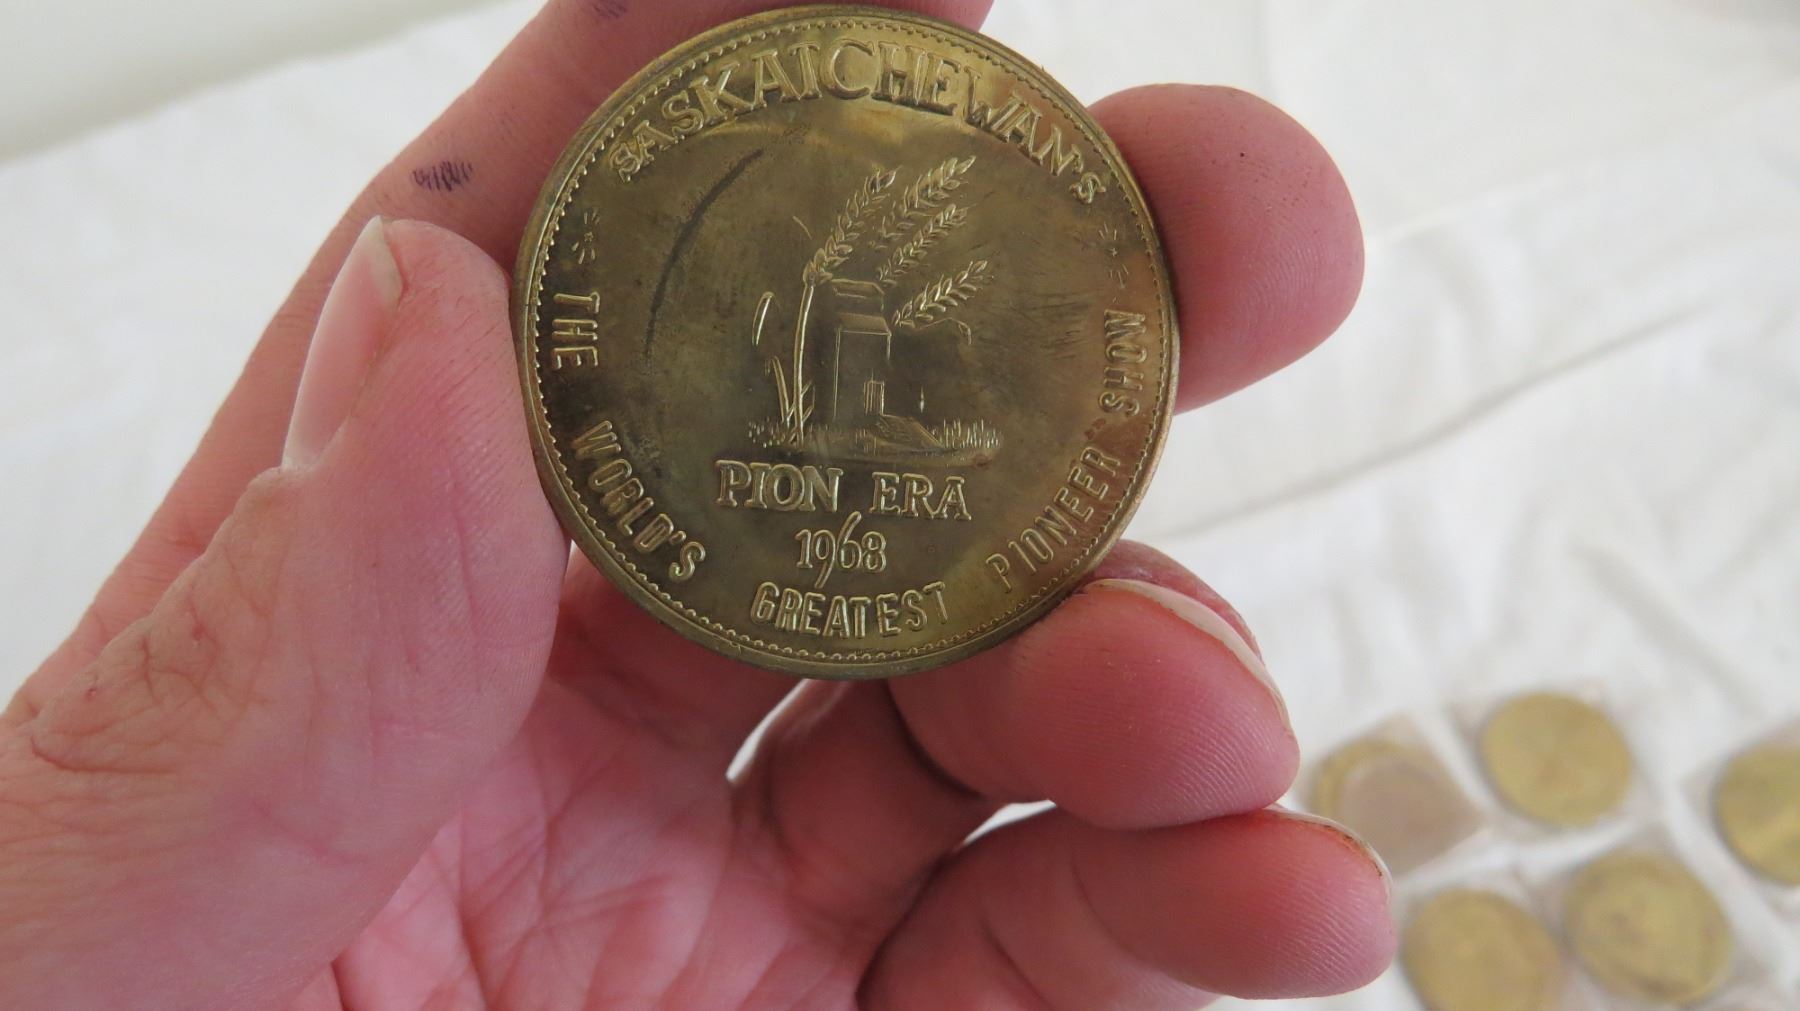 SASKATCHEWAN'S
PION ERA
1968
THE WORLD'S GREATEST PIONEER SHOW